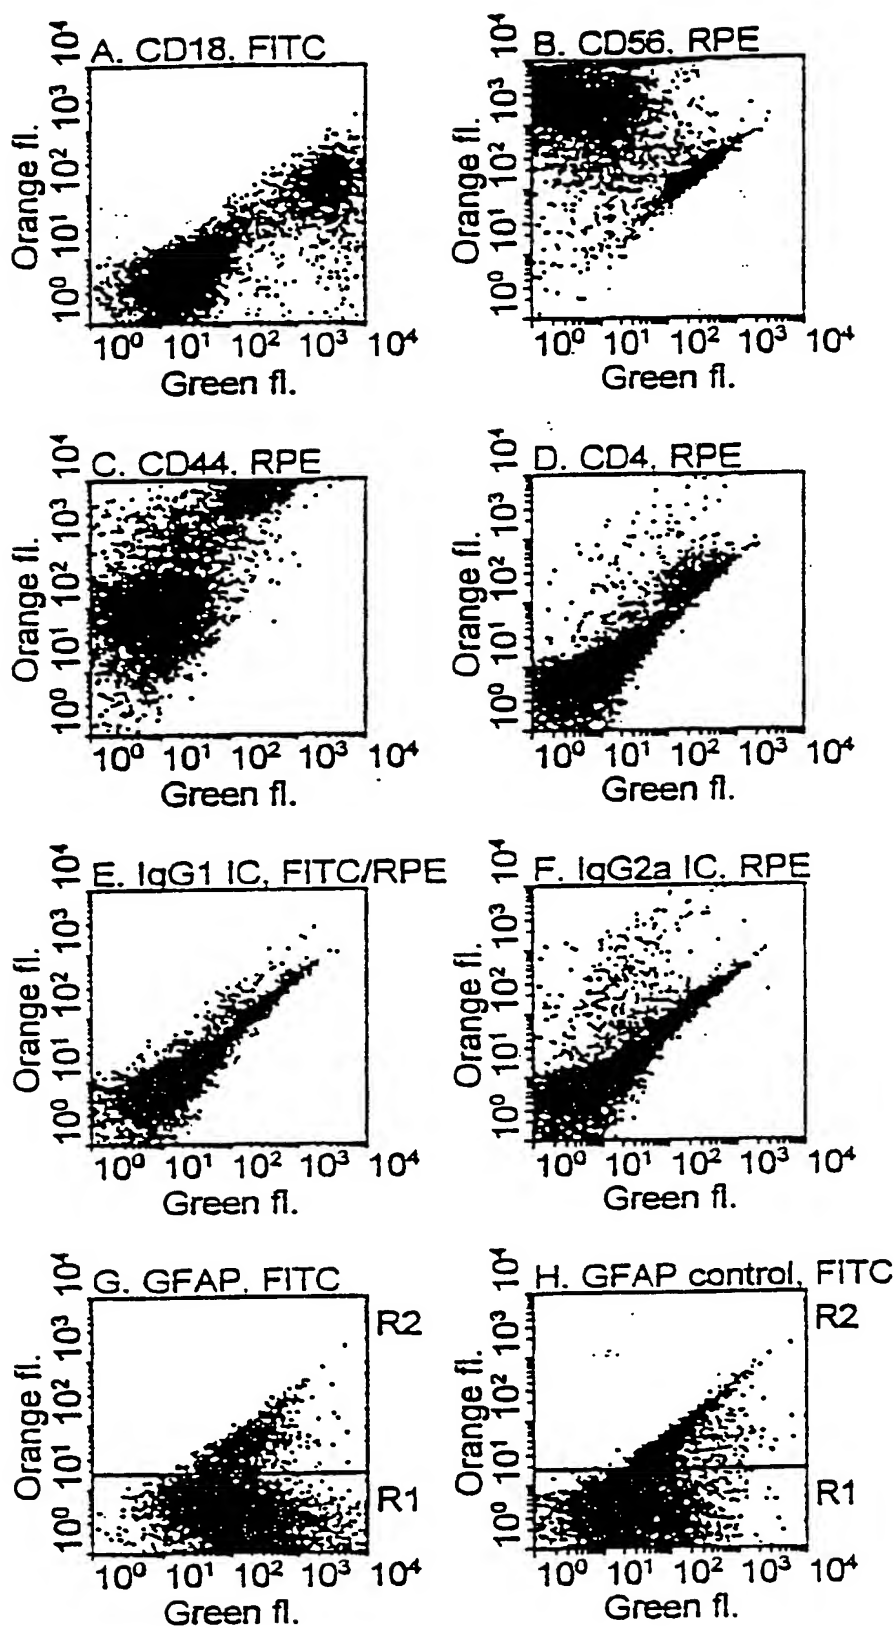 A. CD18, FITC
10⁴
10³
10²
10¹
10⁰
Orange fl.
10⁰ 10¹ 10² 10³ 10⁴
Green fl.
B. CD56, RPE
10⁴
10³
10²
10¹
10⁰
Orange fl.
10⁰ 10¹ 10² 10³ 10⁴
Green fl.
C. CD44, RPE
10⁴
10³
10²
10¹
10⁰
Orange fl.
10⁰ 10¹ 10² 10³ 10⁴
Green fl.
D. CD4, RPE
10⁴
10³
10²
10¹
10⁰
Orange fl.
10⁰ 10¹ 10² 10³ 10⁴
Green fl.
E. IgG1 IC, FITC/RPE
10⁴
10³
10²
10¹
10⁰
Orange fl.
10⁰ 10¹ 10² 10³ 10⁴
Green fl.
F. IgG2a IC, RPE
10⁴
10³
10²
10¹
10⁰
Orange fl.
10⁰ 10¹ 10² 10³ 10⁴
Green fl.
G. GFAP, FITC
10⁴
10³
10²
10¹
10⁰
Orange fl.
R2
R1
10⁰ 10¹ 10² 10³ 10⁴
Green fl.
H. GFAP control, FITC
10⁴
10³
10²
10¹
10⁰
Orange fl.
R2
R1
10⁰ 10¹ 10² 10³ 10⁴
Green fl.